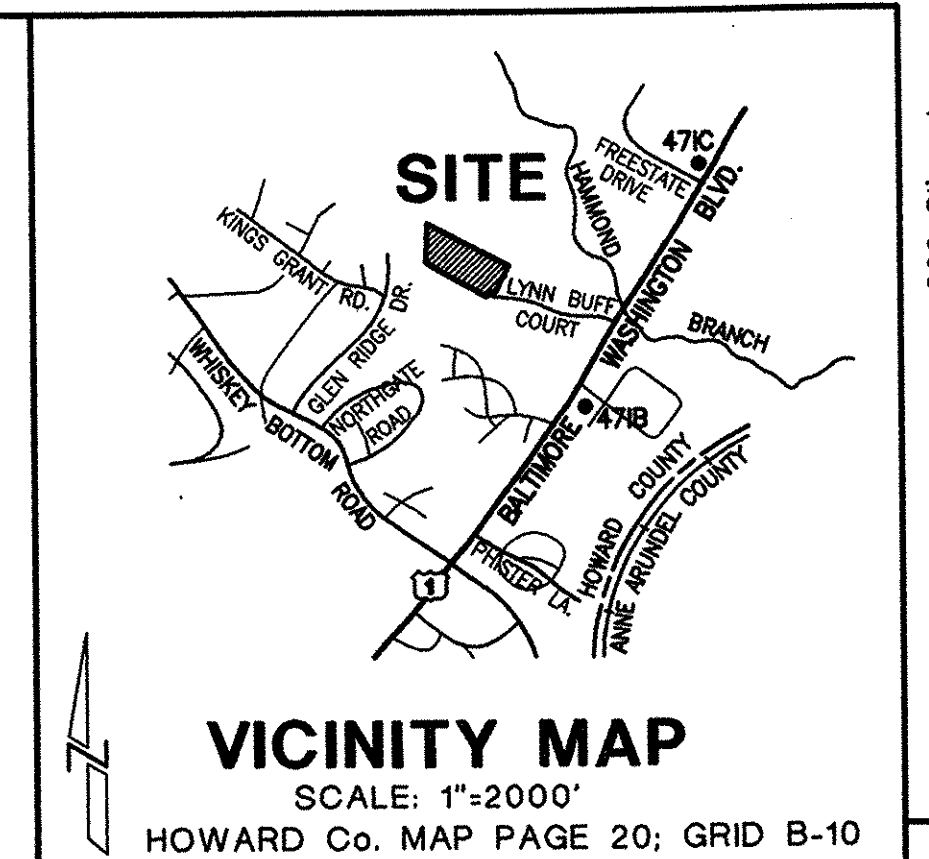 SITE
471C
FREESTATE
DRIVE
HAMMOND
BALTIMORE WASHINGTON BLVD.
KINGS GRANT RD.
LYNN BUFF
COURT
BRANCH
GLEN RIDGE DR.
NORTHGATE
ROAD
WHISKEY BOTTOM ROAD
471B
HOWARD COUNTY
ANNE ARUNDEL COUNTY
PHISTER LA.
1
N
VICINITY MAP
SCALE: 1"=2000'
HOWARD Co. MAP PAGE 20; GRID B-10